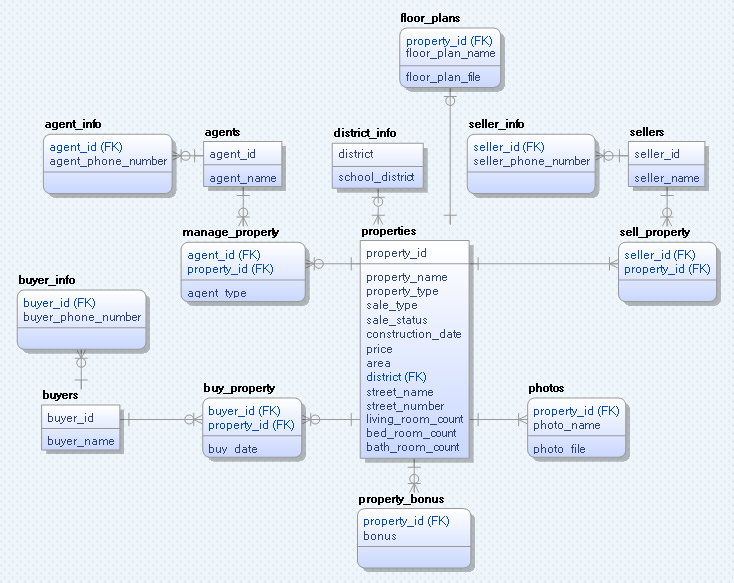 floor_plans
property_id (FK)
floor_plan_name
floor_plan_file
agent_info
agent_id (FK)
agent_phone_number
agents
agent_id
agent_name
district_info
district
school_district
seller_info
seller_id (FK)
seller_phone_number
sellers
seller_id
seller_name
manage_property
agent_id (FK)
property_id (FK)
agent_type
properties
property_id
property_name
property_type
sale_type
sale_status
construction_date
price
area
district (FK)
street_name
street_number
living_room_count
bed_room_count
bath_room_count
sell_property
seller_id (FK)
property_id (FK)
buyer_info
buyer_id (FK)
buyer_phone_number
buyers
buyer_id
buyer_name
buy_property
buyer_id (FK)
property_id (FK)
buy_date
photos
property_id (FK)
photo_name
photo_file
property_bonus
property_id (FK)
bonus